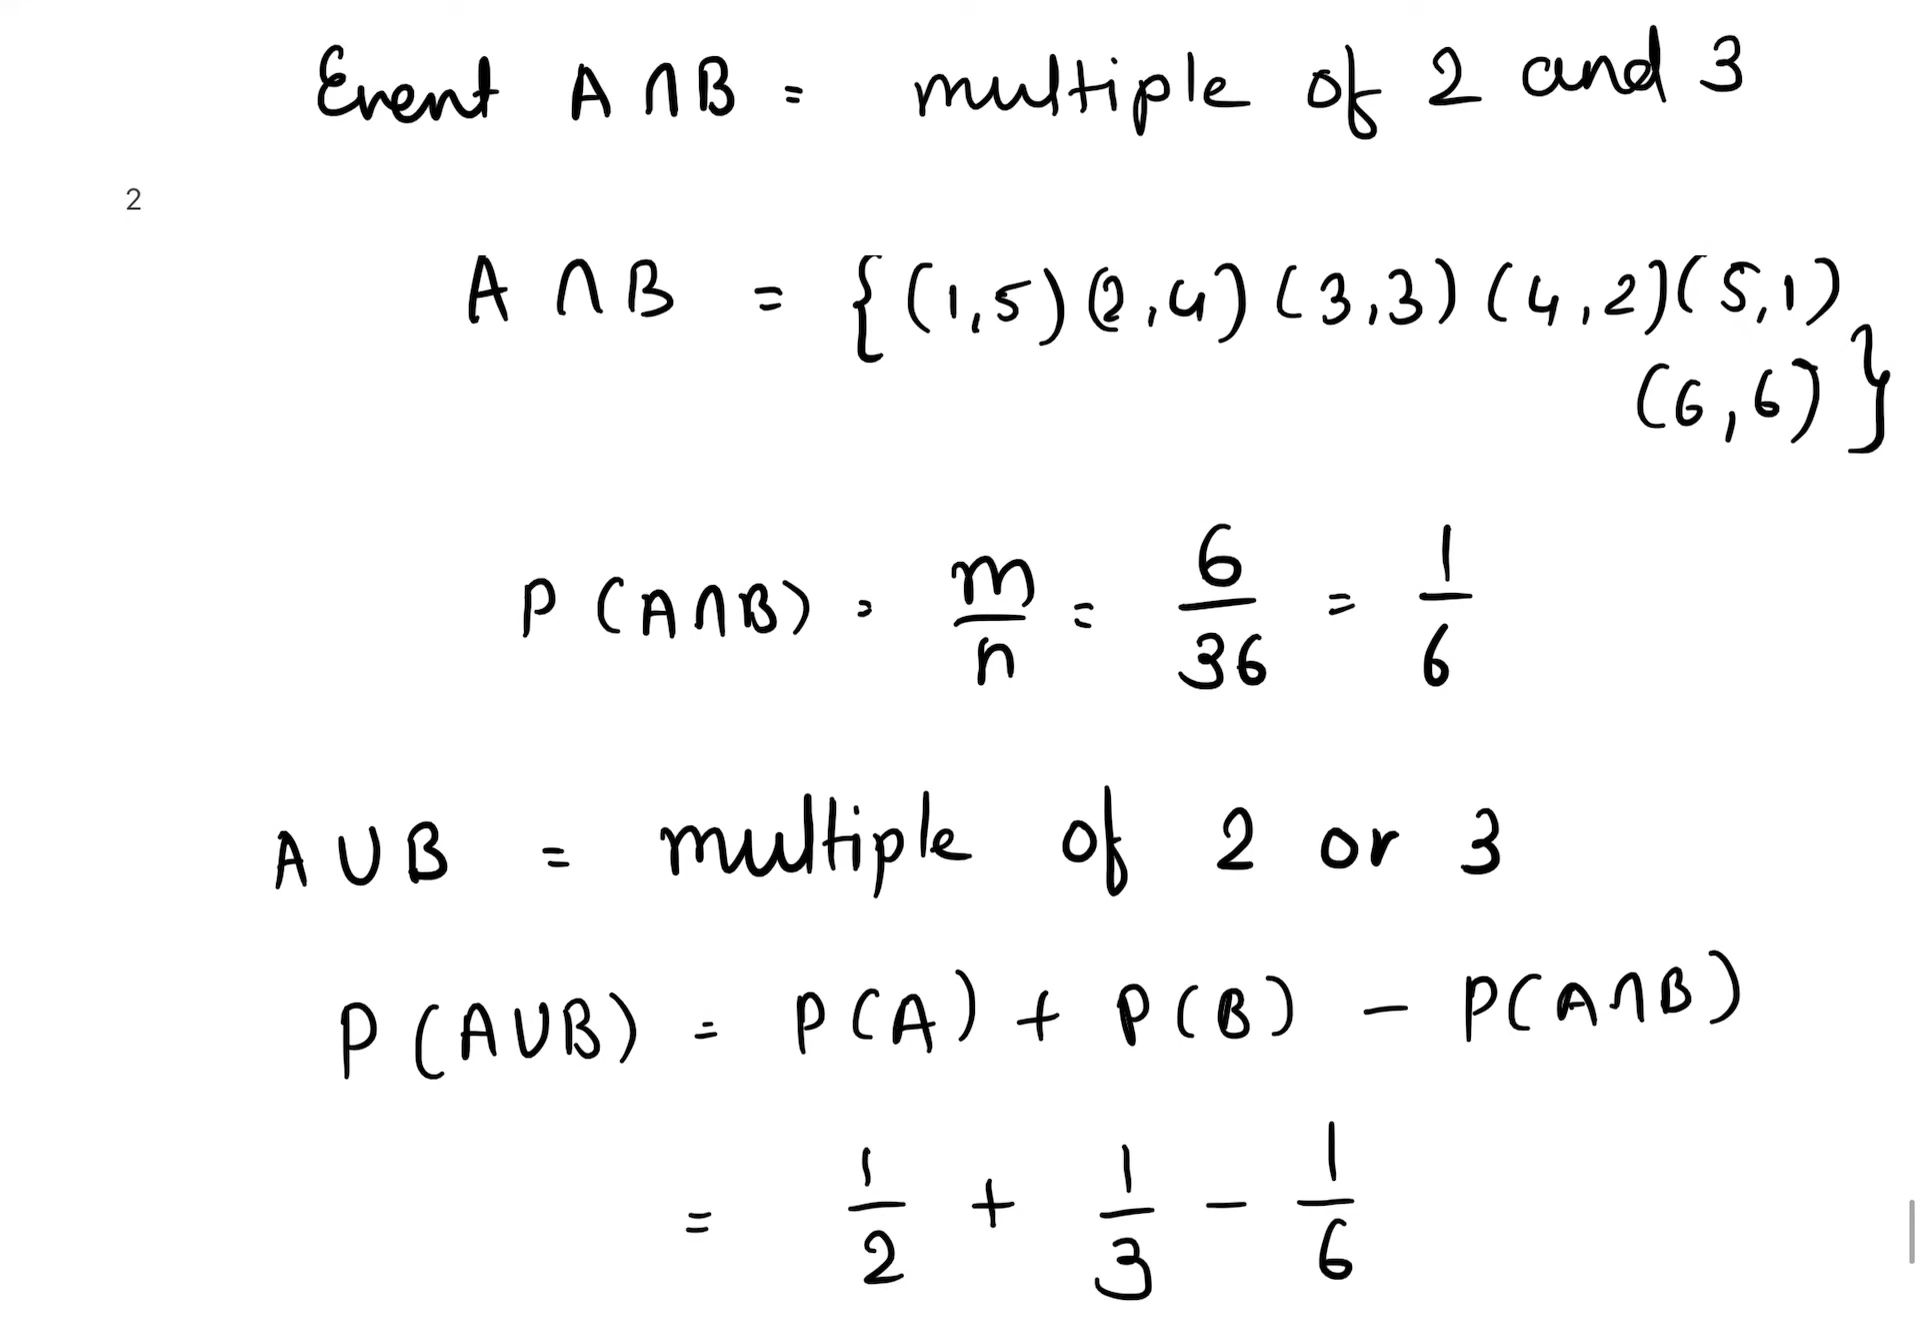 Event A ∩ B = multiple of 2 and 3
2
A ∩ B = { (1,5) (2,4) (3,3) (4,2) (5,1)
(6,6) }
P (A∩B) = m/n = 6/36 = 1/6
A ∪ B = multiple of 2 or 3
P (A∪B) = P(A) + P(B) - P(A∩B)
= 1/2 + 1/3 - 1/6